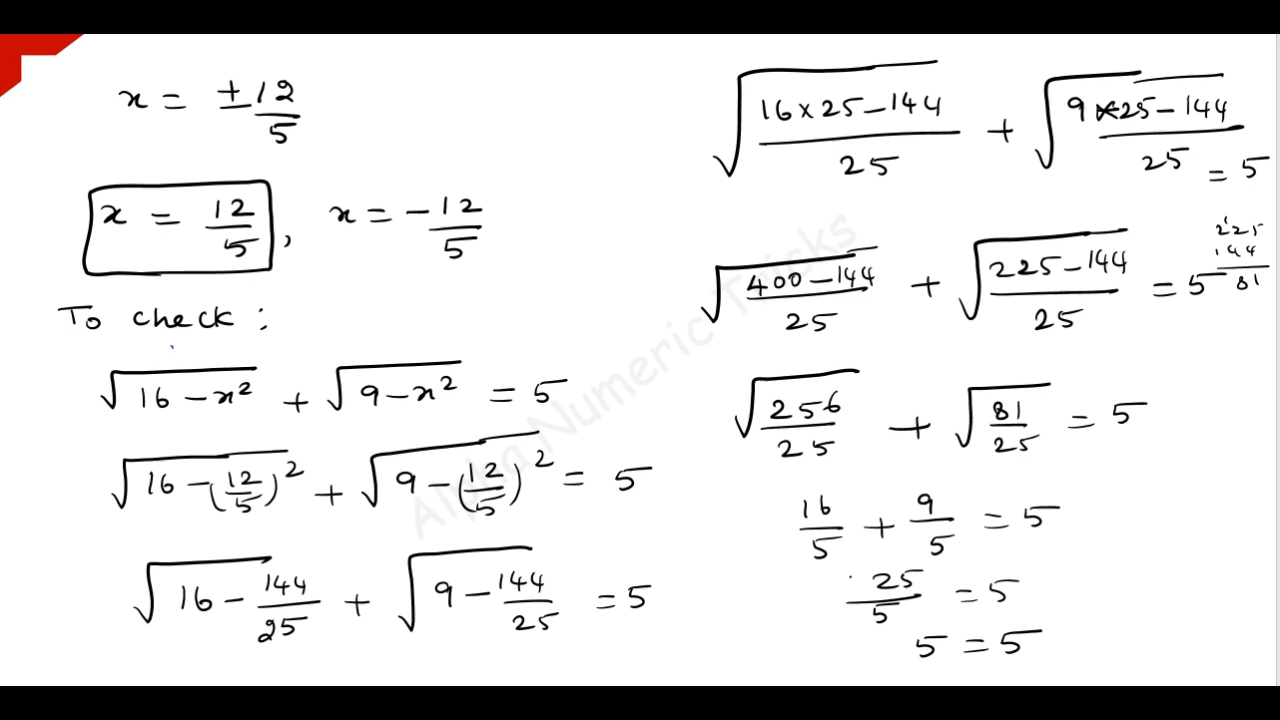 x = ±12/5
x = 12/5, x = -12/5
To check:
√(16-x²) + √(9-x²) = 5
√(16-(12/5)²) + √(9-(12/5)²) = 5
√(16-144/25) + √(9-144/25) = 5
√((16×25-144)/25) + √((9×25-144)/25) = 5
√((400-144)/25) + √((225-144)/25) = 5
225
144
81
√(256/25) + √(81/25) = 5
16/5 + 9/5 = 5
25/5 = 5
5 = 5
Alpha Numeric Tricks